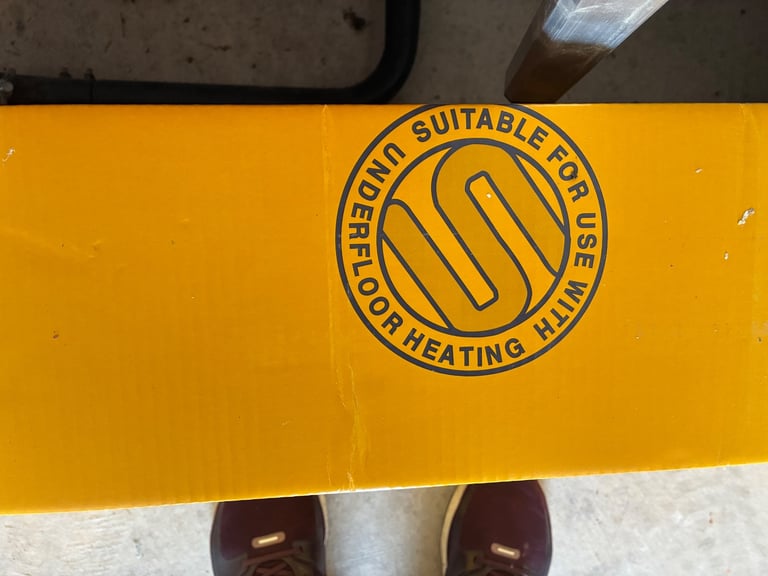 SUITABLE FOR USE WITH UNDERFLOOR HEATING